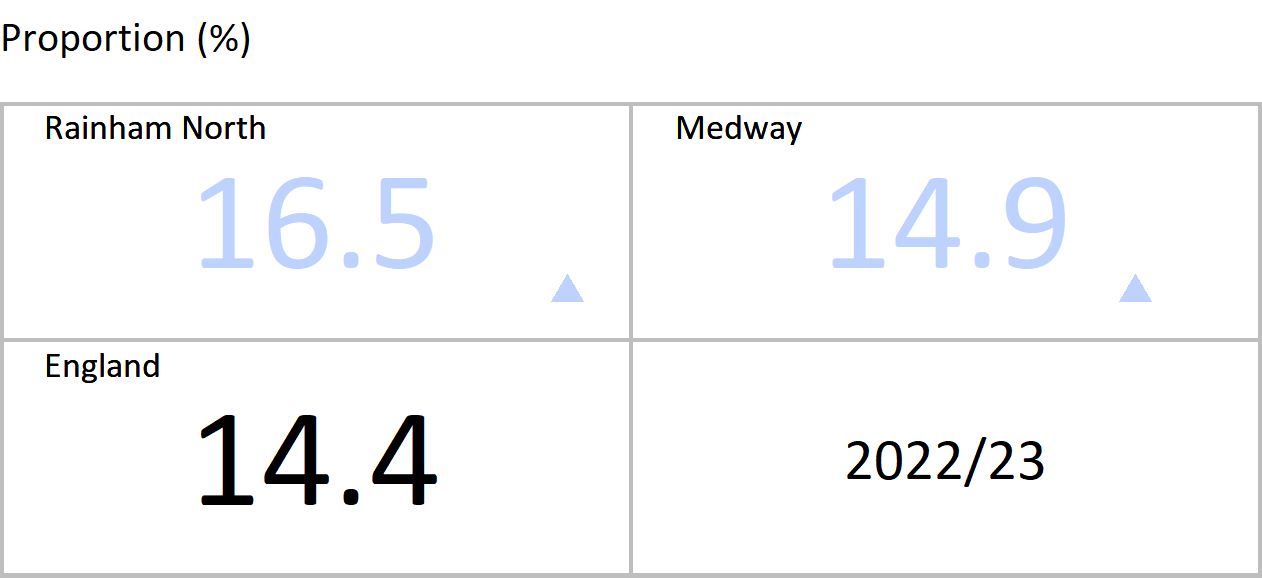 Proportion (%)
Rainham North
16.5
Medway
14.9
England
14.4
2022/23